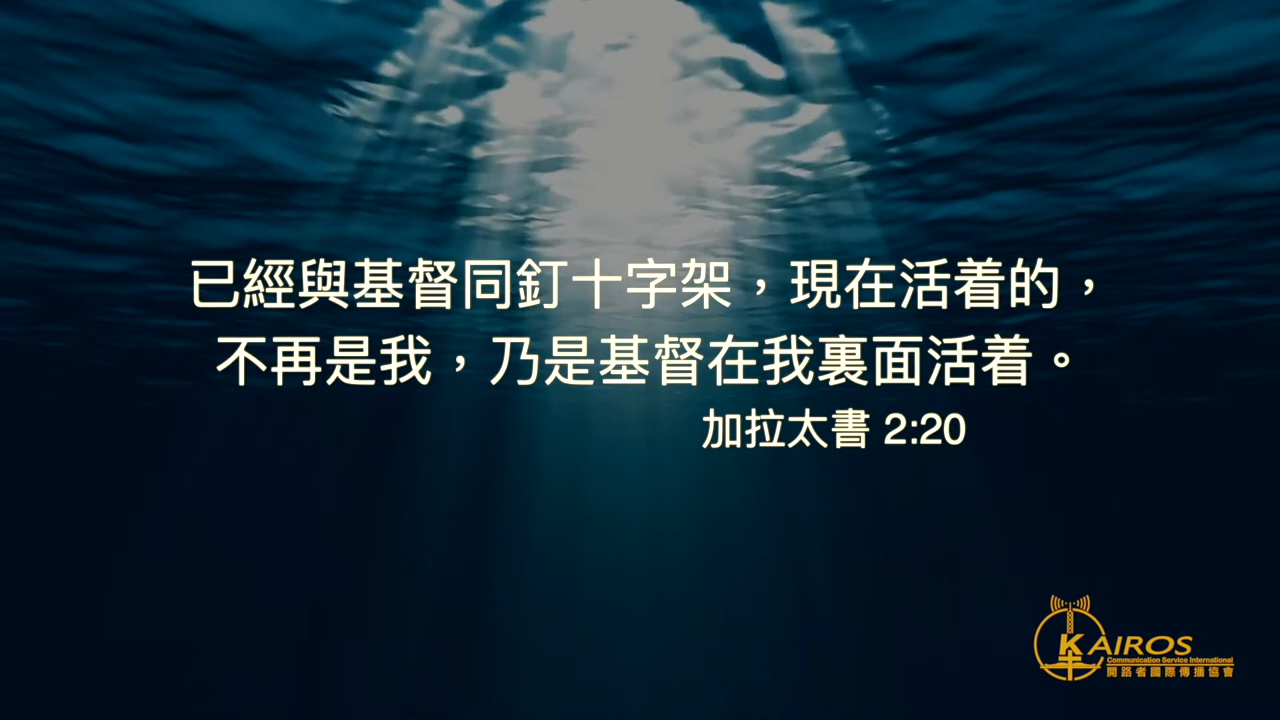 已經與基督同釘十字架，現在活着的，
不再是我，乃是基督在我裏面活着。
加拉太書 2:20
KAIROS
Communication Service International
開路者國際傳播協會